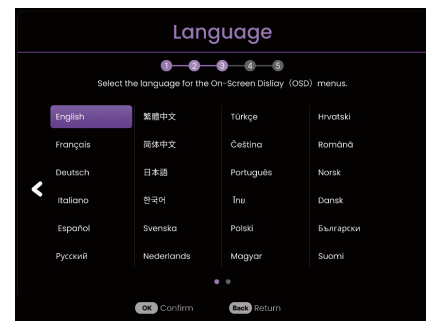 Language
1 2 3 4 5
Select the language for the On-Screen Disliay (OSD) menus.
English 繁體中文 Türkçe Hrvatski
Français 简体中文 Čeština Română
Deutsch 日本語 Português Norsk
Italiano 한국어 ไทย Dansk
Español Svenska Polski Български
Русский Nederlands Magyar Suomi
OK Confirm Back Return